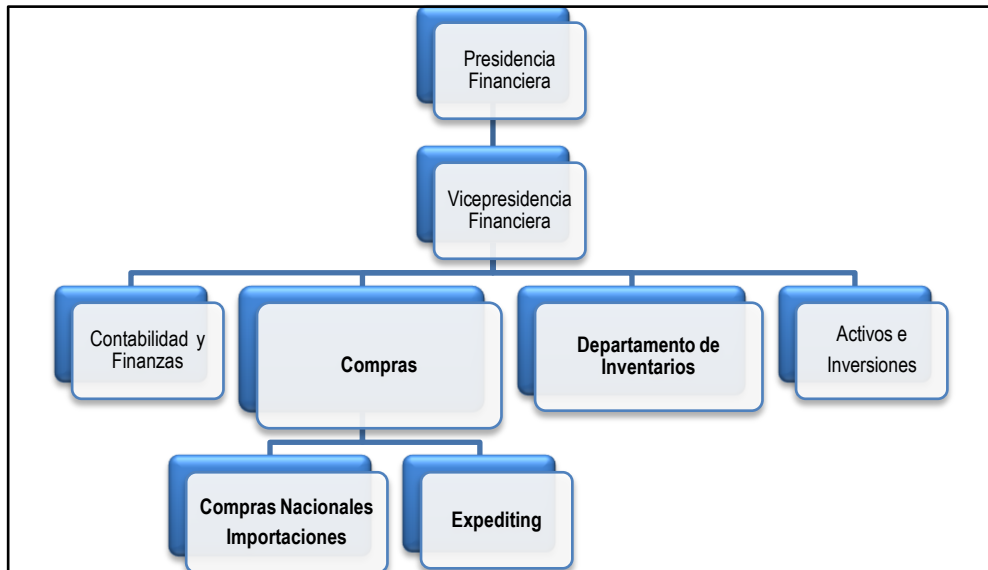 Presidencia
Financiera
Vicepresidencia
Financiera
Contabilidad y
Finanzas
Compras
Departamento de
Inventarios
Activos e
Inversiones
Compras Nacionales
Importaciones
Expediting